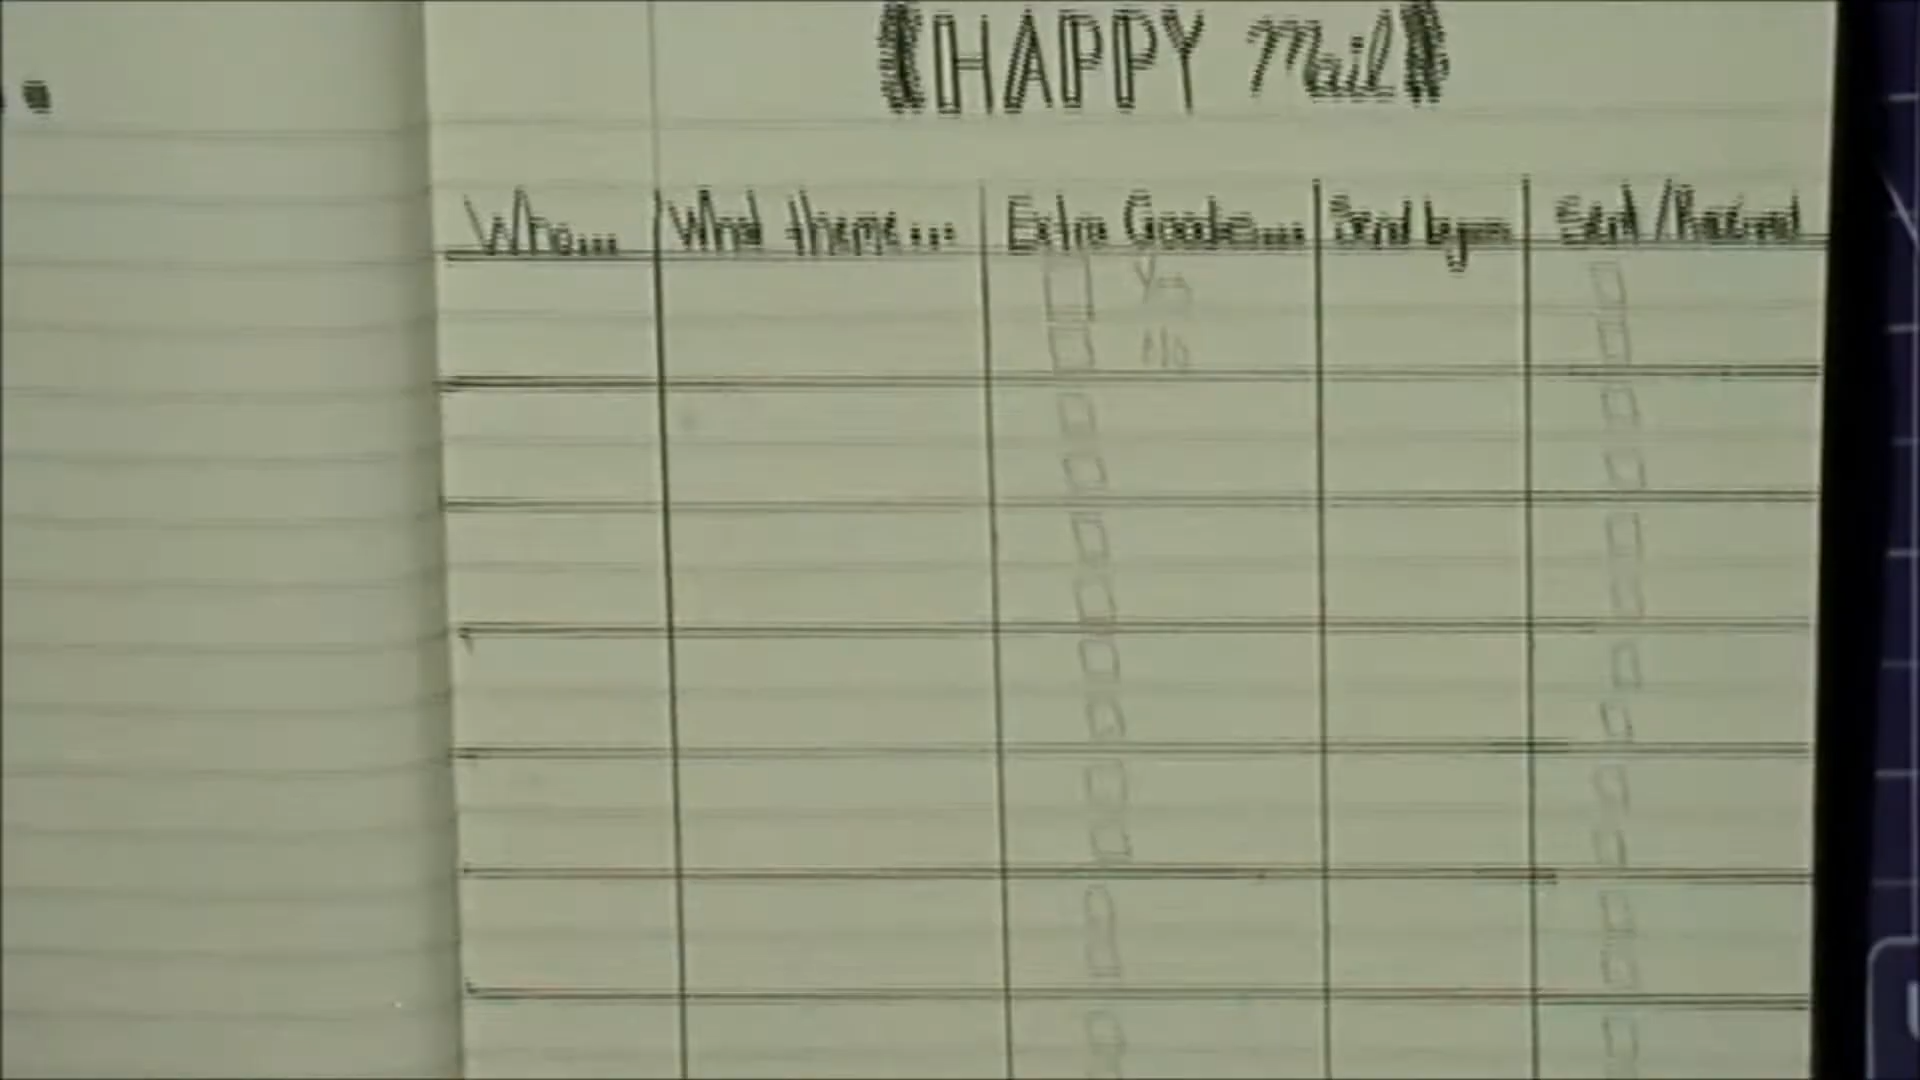 HAPPY Mail
Who... What theme... Extra Goodies.... Send by... Sent / Received
Yes
No